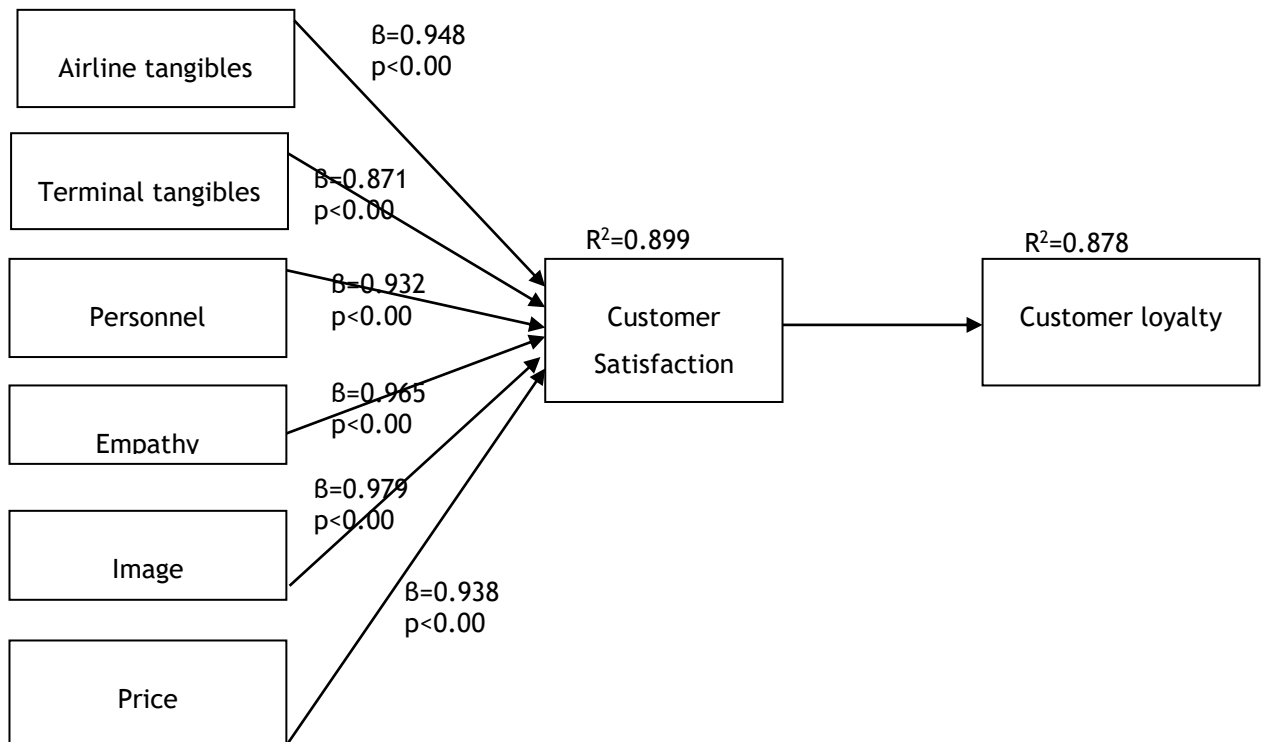 Airline tangibles
ß=0.948
p<0.00
Terminal tangibles
ß=0.871
p<0.00
Personnel
ß=0.932
p<0.00
Empathy
ß=0.965
p<0.00
Image
ß=0.979
p<0.00
Price
ß=0.938
p<0.00
R²=0.899
Customer
Satisfaction
R²=0.878
Customer loyalty